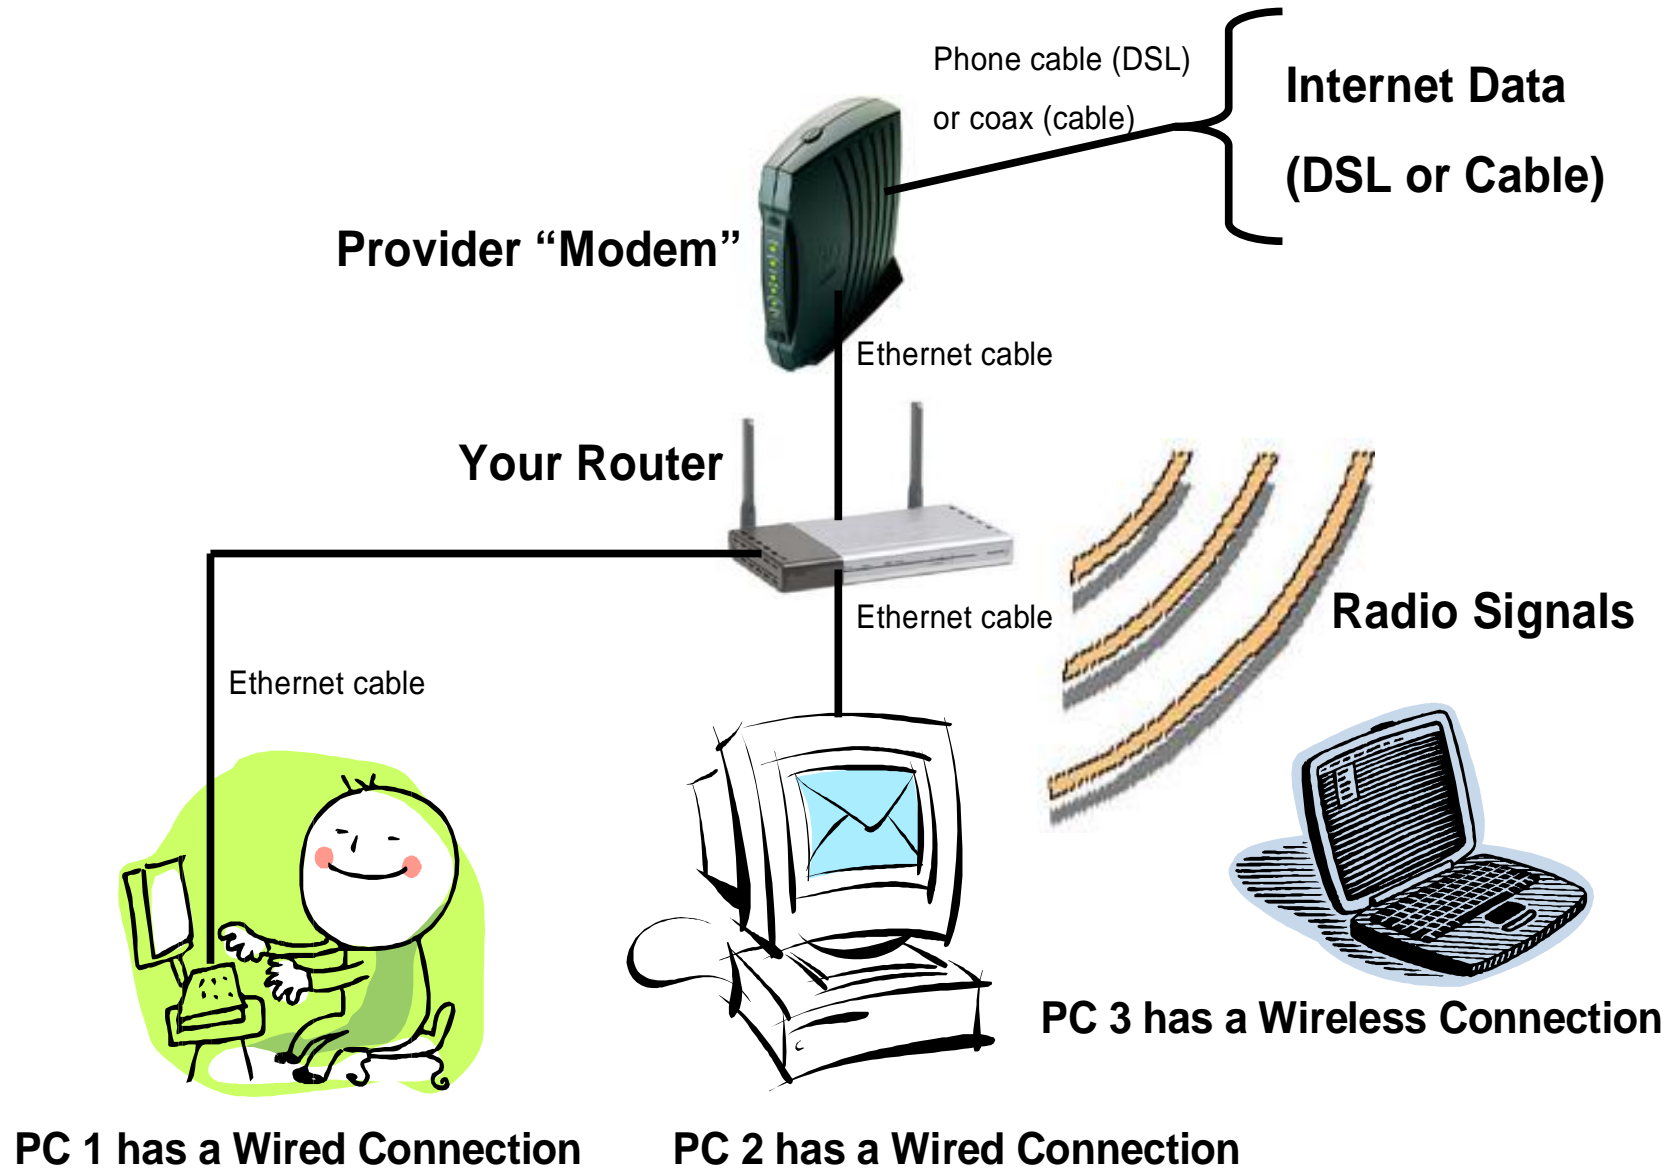 Phone cable (DSL)
or coax (cable)
Internet Data
(DSL or Cable)
Provider “Modem”
Ethernet cable
Your Router
Ethernet cable
Radio Signals
Ethernet cable
PC 3 has a Wireless Connection
PC 1 has a Wired Connection
PC 2 has a Wired Connection